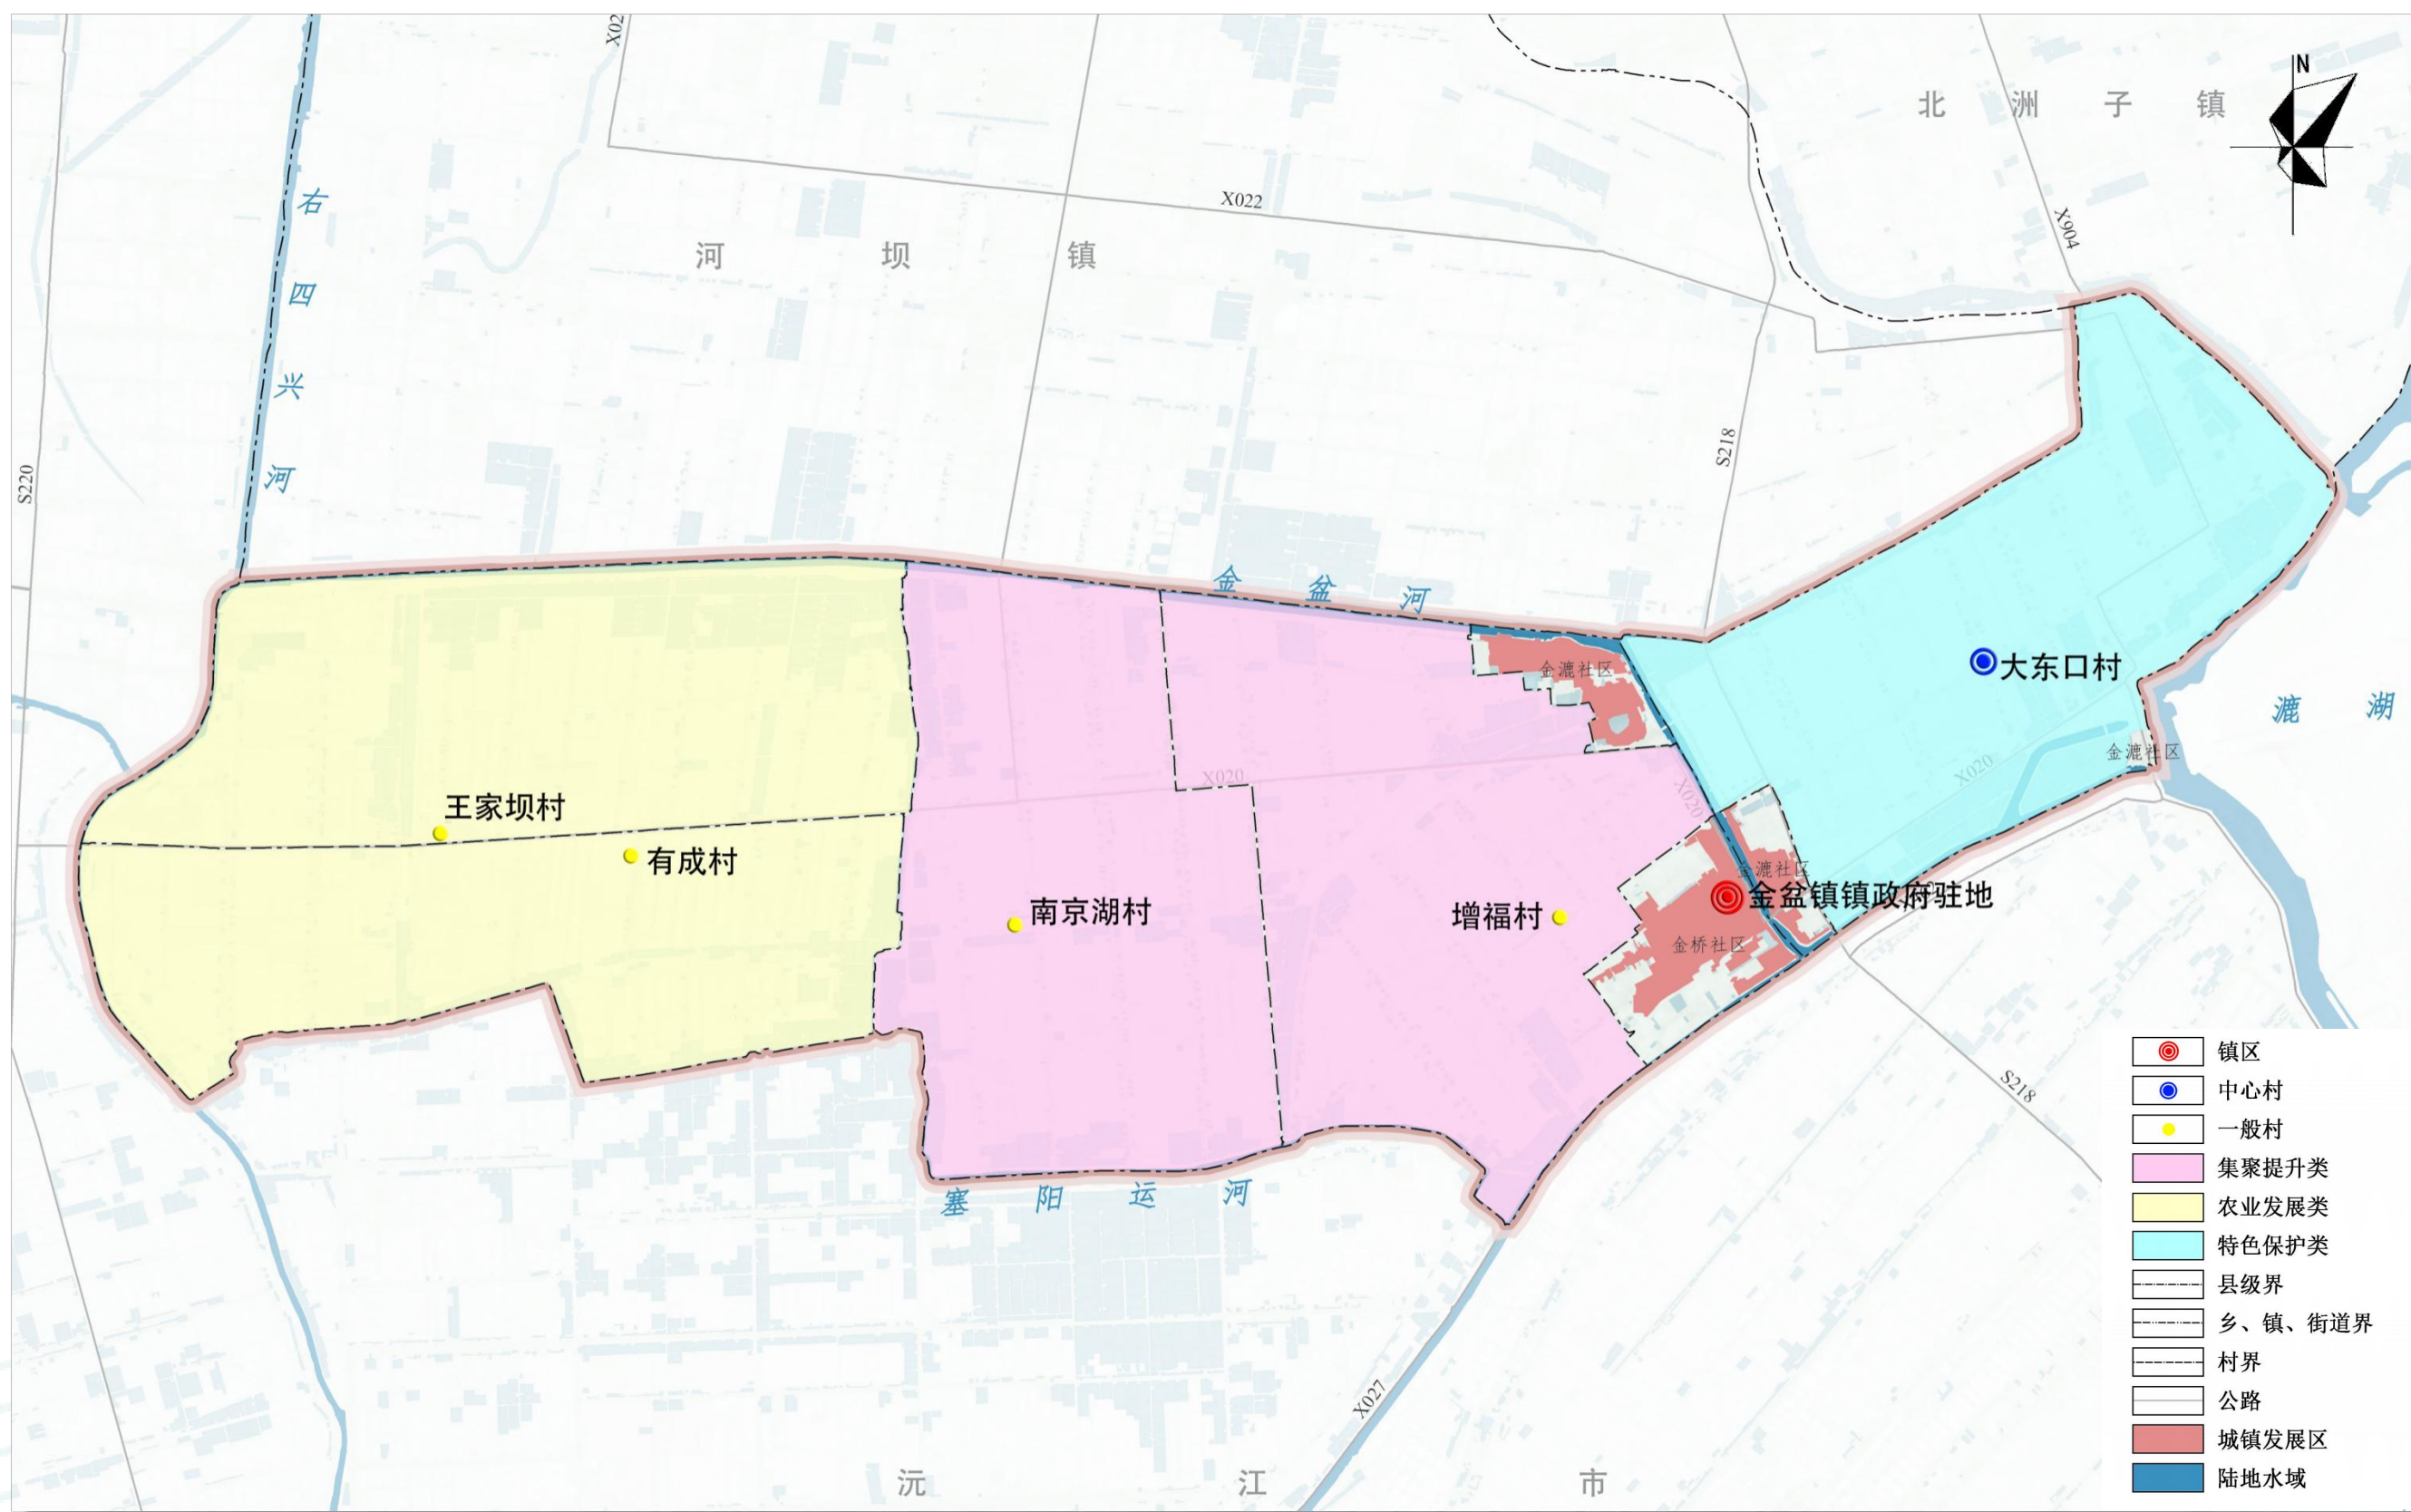 X02
N
北洲子镇
右四兴河
X022
X904
河坝镇
S220
S218
金盆河
金漉社区
大东口村
漉湖
金漉社区
X020
X020
X020
王家坝村
有成村
金漉社区
金盆镇镇政府驻地
南京湖村
增福村
金桥社区
S218
塞阳运河
X027
沅江市
镇区
中心村
一般村
集聚提升类
农业发展类
特色保护类
县级界
乡、镇、街道界
村界
公路
城镇发展区
陆地水域